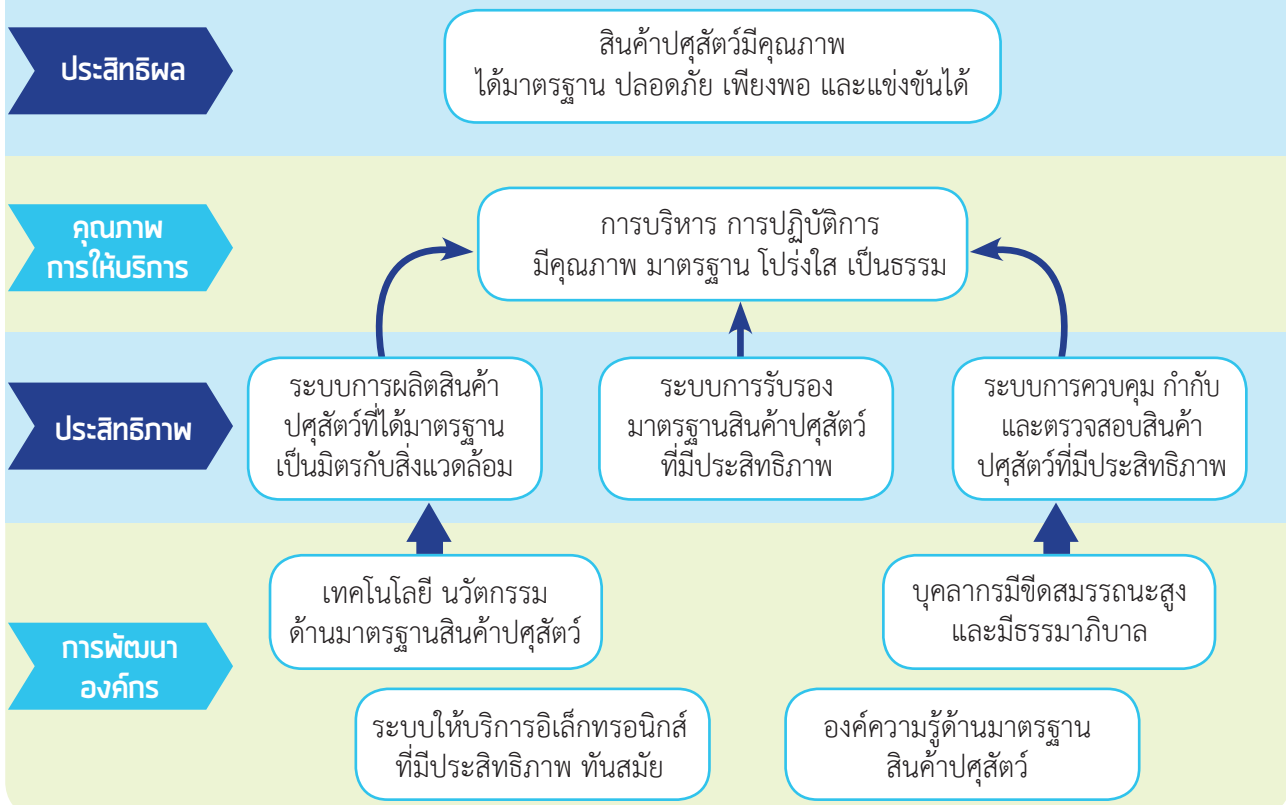 ประสิทธิผล
สินค้าปศุสัตว์มีคุณภาพ
ได้มาตรฐาน ปลอดภัย เพียงพอ และแข่งขันได้
คุณภาพ
การให้บริการ
การบริหาร การปฏิบัติการ
มีคุณภาพ มาตรฐาน โปร่งใส เป็นธรรม
ประสิทธิภาพ
ระบบการผลิตสินค้า
ปศุสัตว์ที่ได้มาตรฐาน
เป็นมิตรกับสิ่งแวดล้อม
ระบบการรับรอง
มาตรฐานสินค้าปศุสัตว์
ที่มีประสิทธิภาพ
ระบบการควบคุม กำกับ
และตรวจสอบสินค้า
ปศุสัตว์ที่มีประสิทธิภาพ
การพัฒนา
องค์กร
เทคโนโลยี นวัตกรรม
ด้านมาตรฐานสินค้าปศุสัตว์
บุคลากรมีขีดสมรรถนะสูง
และมีธรรมาภิบาล
ระบบให้บริการอิเล็กทรอนิกส์
ที่มีประสิทธิภาพ ทันสมัย
องค์ความรู้ด้านมาตรฐาน
สินค้าปศุสัตว์